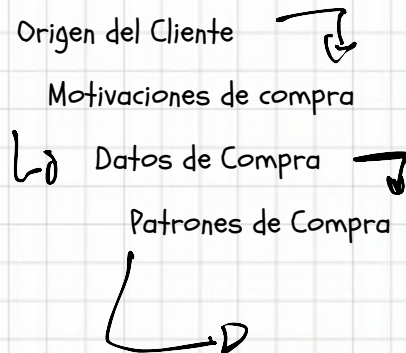 Origen del Cliente
Motivaciones de compra
Datos de Compra
Patrones de Compra